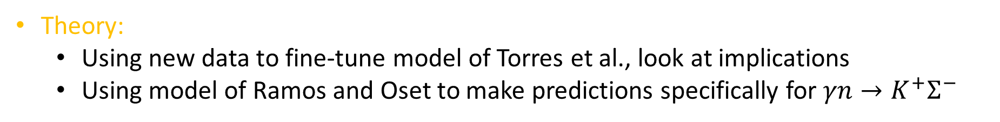 • Theory:
• Using new data to fine-tune model of Torres et al., look at implications
• Using model of Ramos and Oset to make predictions specifically for γn → K⁺Σ⁻